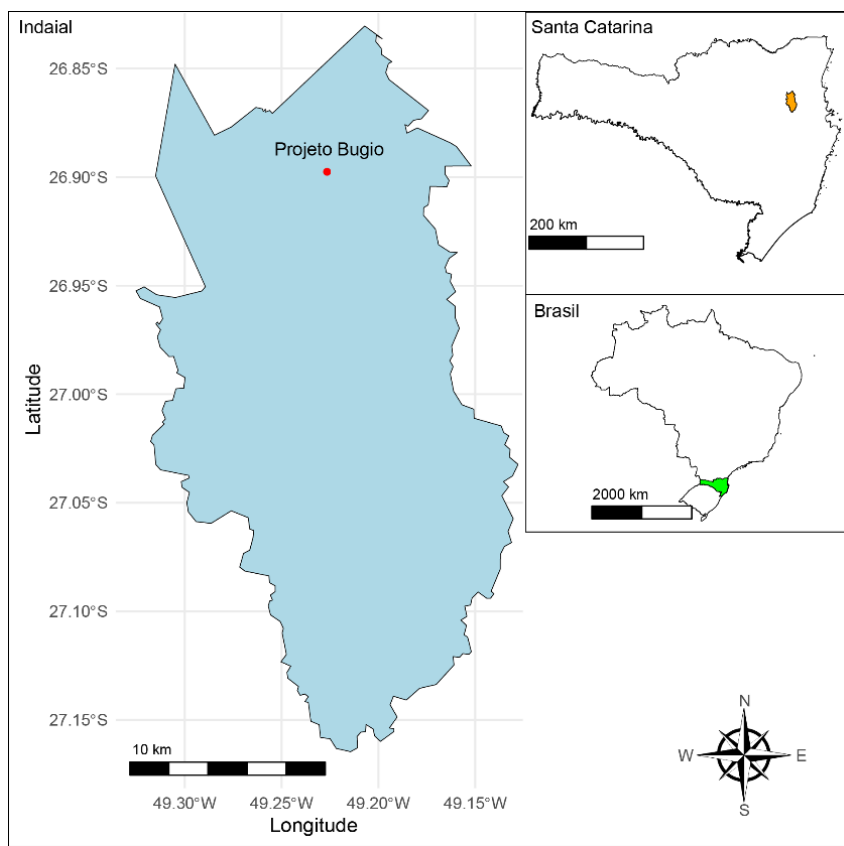 Indaial
Projeto Bugio
26.85°S
26.90°S
26.95°S
27.00°S
27.05°S
27.10°S
27.15°S
Latitude
10 km
49.30°W 49.25°W 49.20°W 49.15°W
Longitude
Santa Catarina
200 km
Brasil
2000 km
N
W E
S